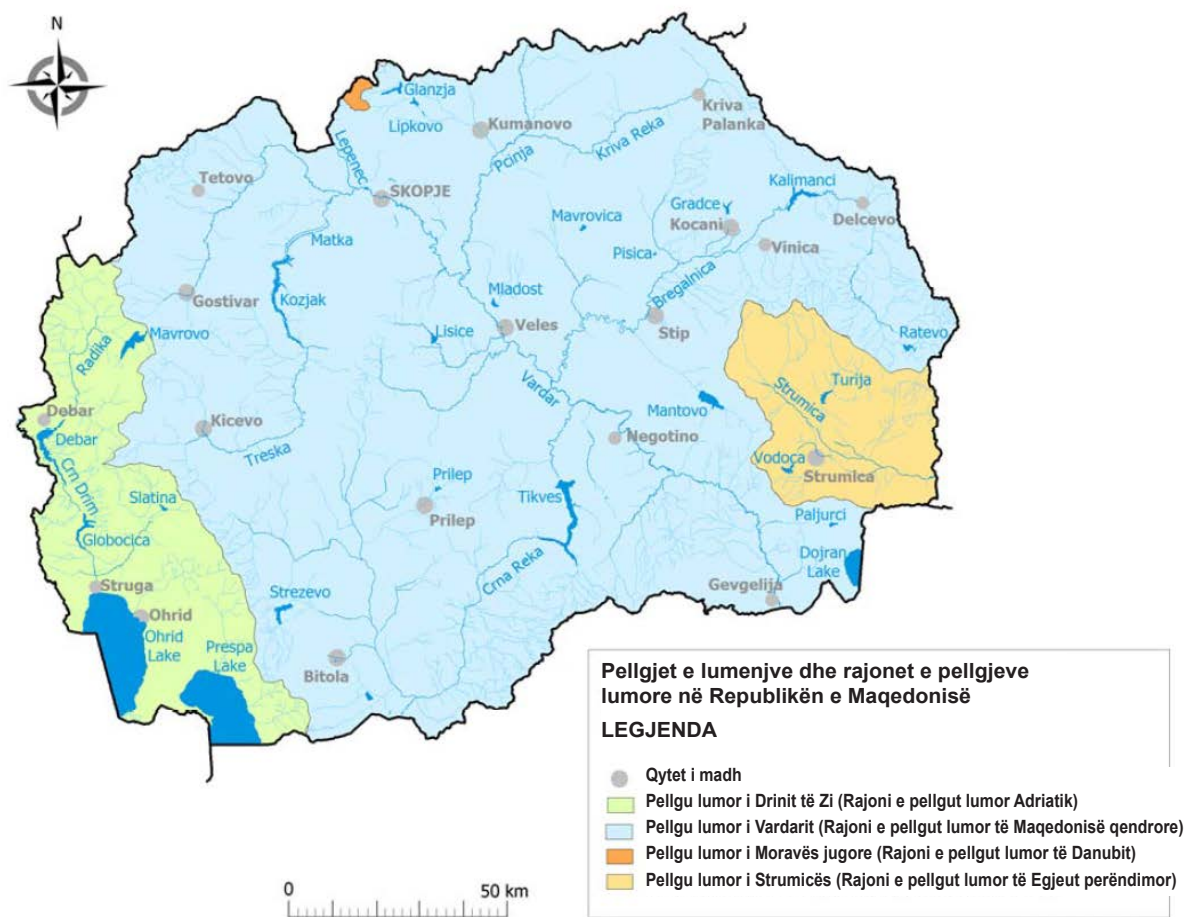 N
Glanzja
Lipkovo
Kumanovo
Kriva
Palanka
Kriva Reka
Pcinja
Lepenec
Tetovo
SKOPJE
Kalimanci
Gradce
Delcevo
Mavrovica
Kocani
Vinica
Matka
Pisica
Bregalnica
Gostivar
Kozjak
Mladost
Mavrovo
Lisice
Veles
Stip
Ratevo
Radika
Vardar
Turija
Strumica
Debar
Debar
Kicevo
Mantovo
Negotino
Treska
Vodoca
Strumica
Crn Drim
Prilep
Prilep
Tikves
Slatina
Paljurci
Globocica
Dojran
Lake
Crna Reka
Struga
Gevgelija
Strezevo
Ohrid
Ohrid
Lake
Prespa
Lake
Bitola
Pellgjet e lumenjve dhe rajonet e pellgjeve
lumore në Republikën e Maqedonisë
LEGJENDA
Qytet i madh
Pellgu lumor i Drinit të Zi (Rajoni e pellgut lumor Adriatik)
Pellgu lumor i Vardarit (Rajoni e pellgut lumor të Maqedonisë qendrore)
Pellgu lumor i Moravës jugore (Rajoni e pellgut lumor të Danubit)
Pellgu lumor i Strumicës (Rajoni e pellgut lumor të Egjeut perëndimor)
0 50 km